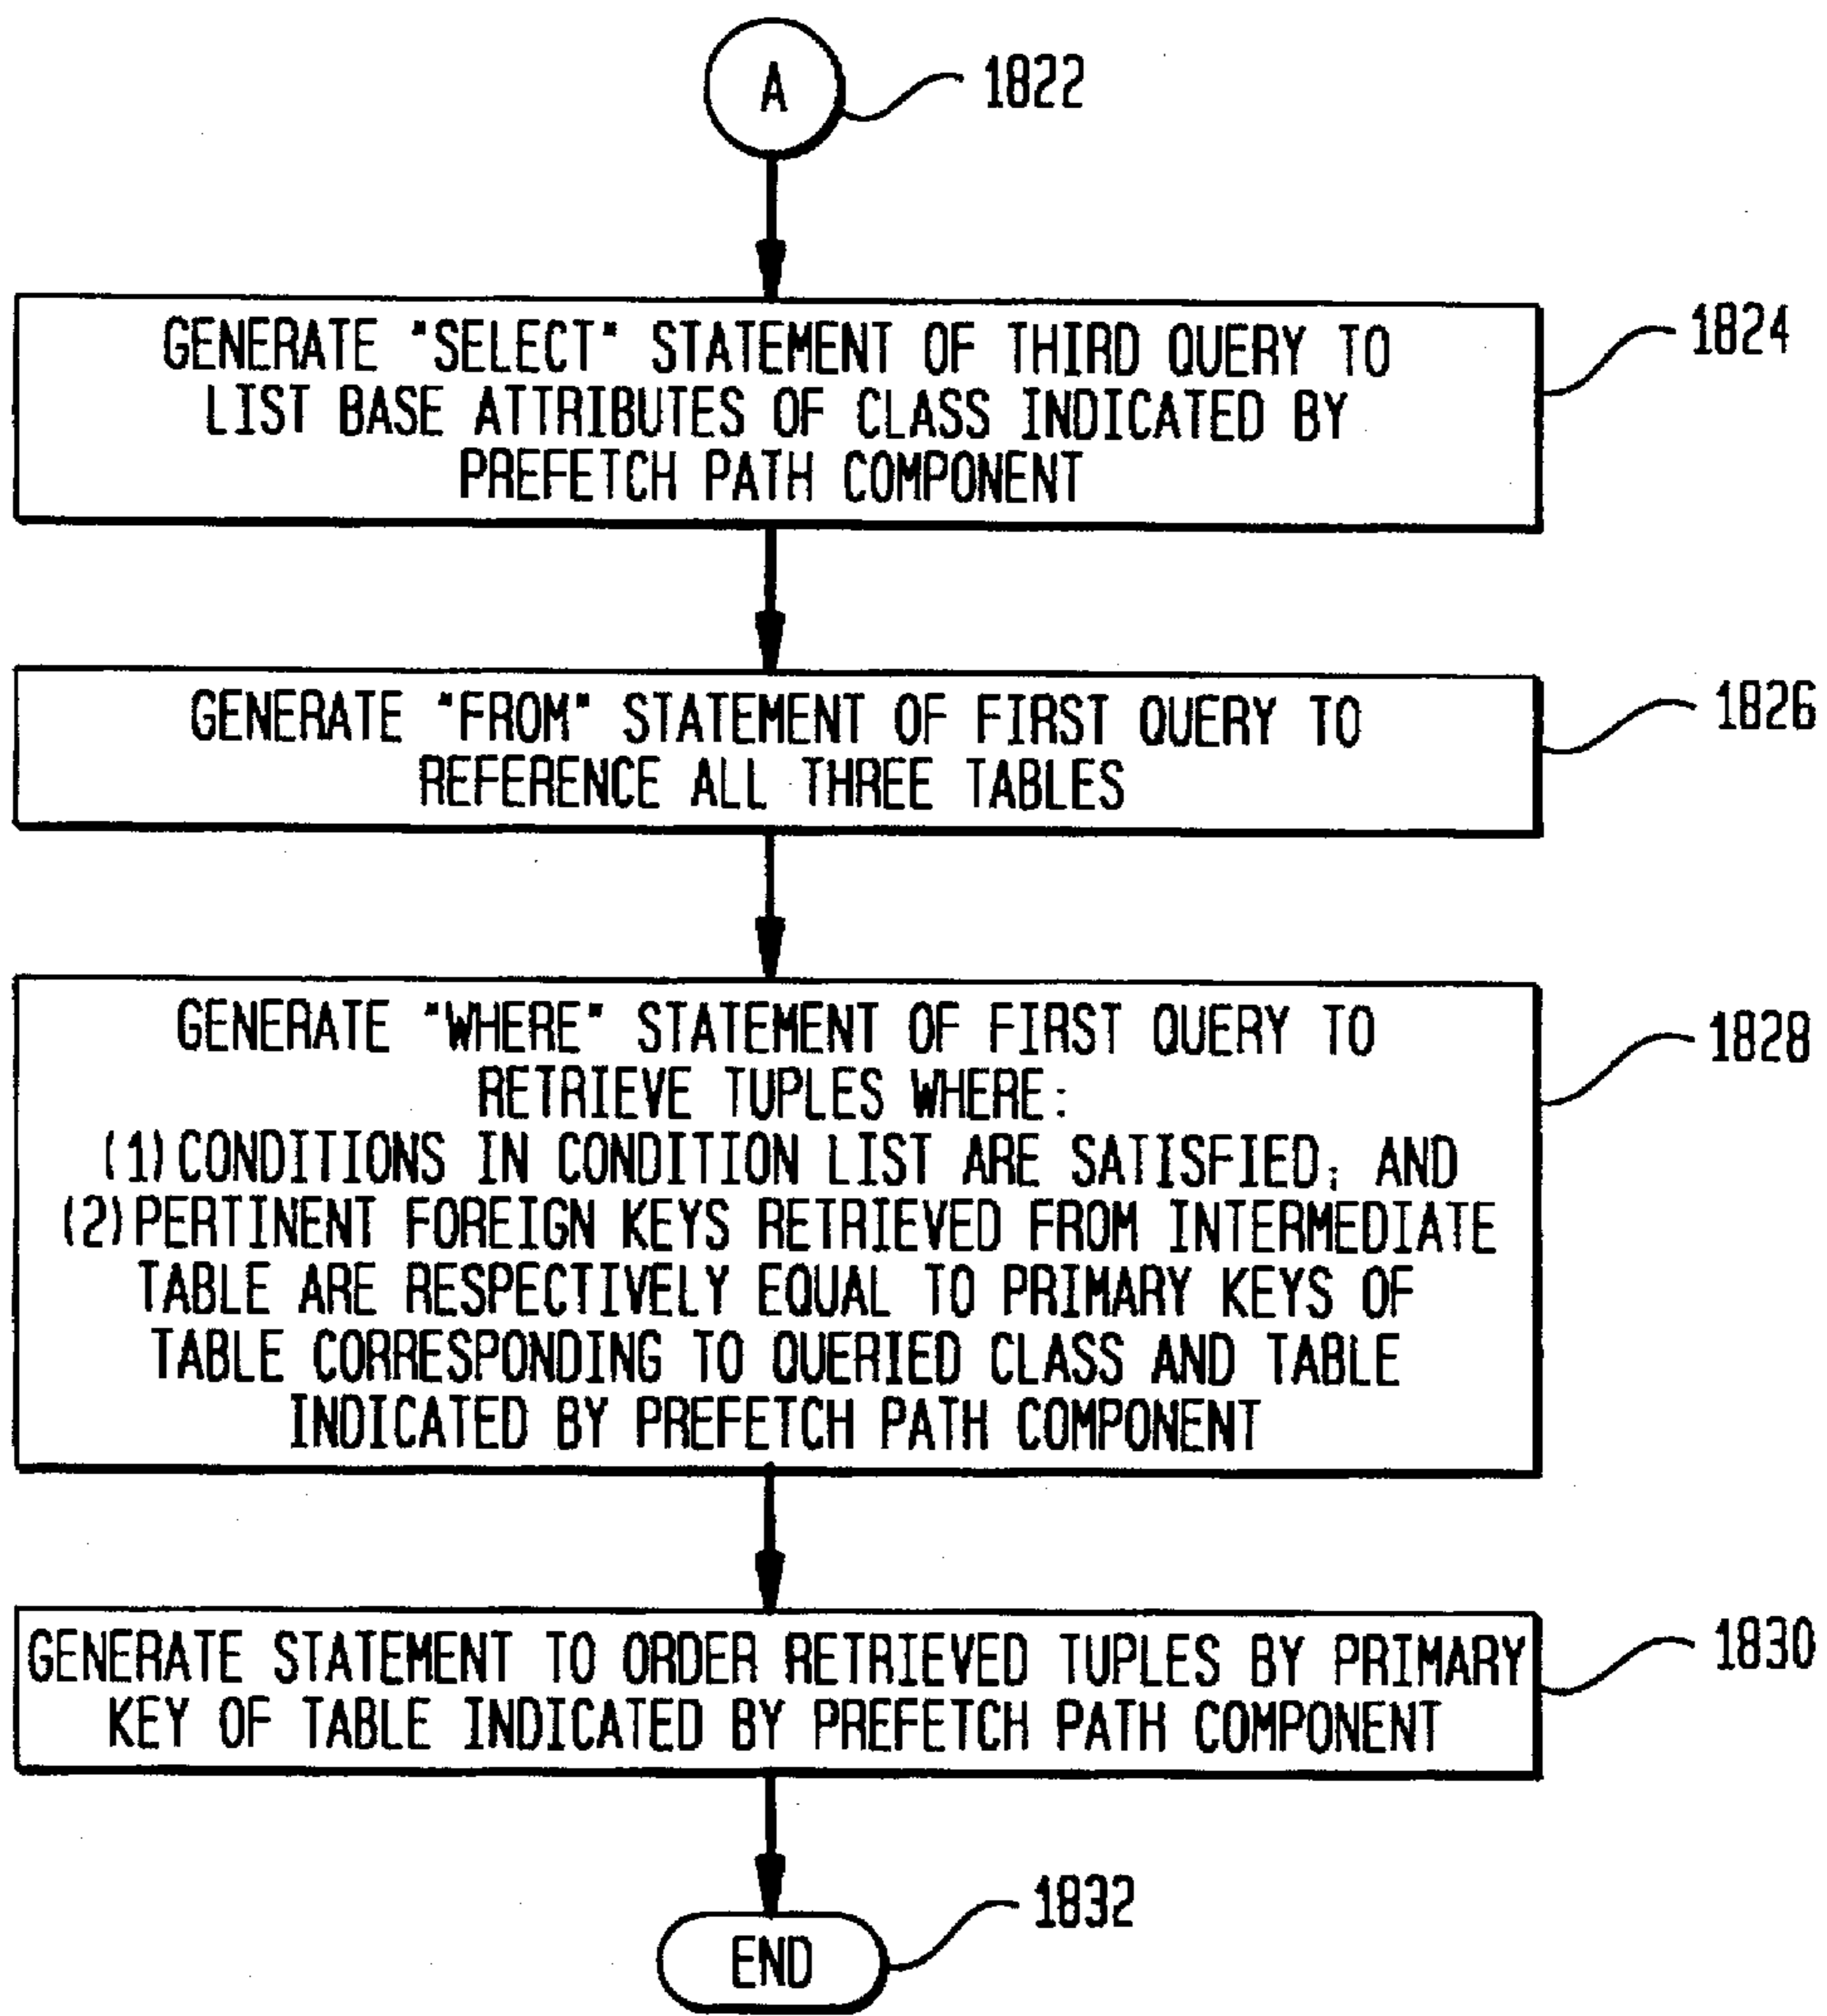 A
1822
GENERATE "SELECT" STATEMENT OF THIRD QUERY TO
LIST BASE ATTRIBUTES OF CLASS INDICATED BY
PREFETCH PATH COMPONENT
1824
GENERATE "FROM" STATEMENT OF FIRST QUERY TO
REFERENCE ALL THREE TABLES
1826
GENERATE "WHERE" STATEMENT OF FIRST QUERY TO
RETRIEVE TUPLES WHERE:
(1) CONDITIONS IN CONDITION LIST ARE SATISFIED; AND
(2) PERTINENT FOREIGN KEYS RETRIEVED FROM INTERMEDIATE
TABLE ARE RESPECTIVELY EQUAL TO PRIMARY KEYS OF
TABLE CORRESPONDING TO QUERIED CLASS AND TABLE
INDICATED BY PREFETCH PATH COMPONENT
1828
GENERATE STATEMENT TO ORDER RETRIEVED TUPLES BY PRIMARY
KEY OF TABLE INDICATED BY PREFETCH PATH COMPONENT
1830
END
1832